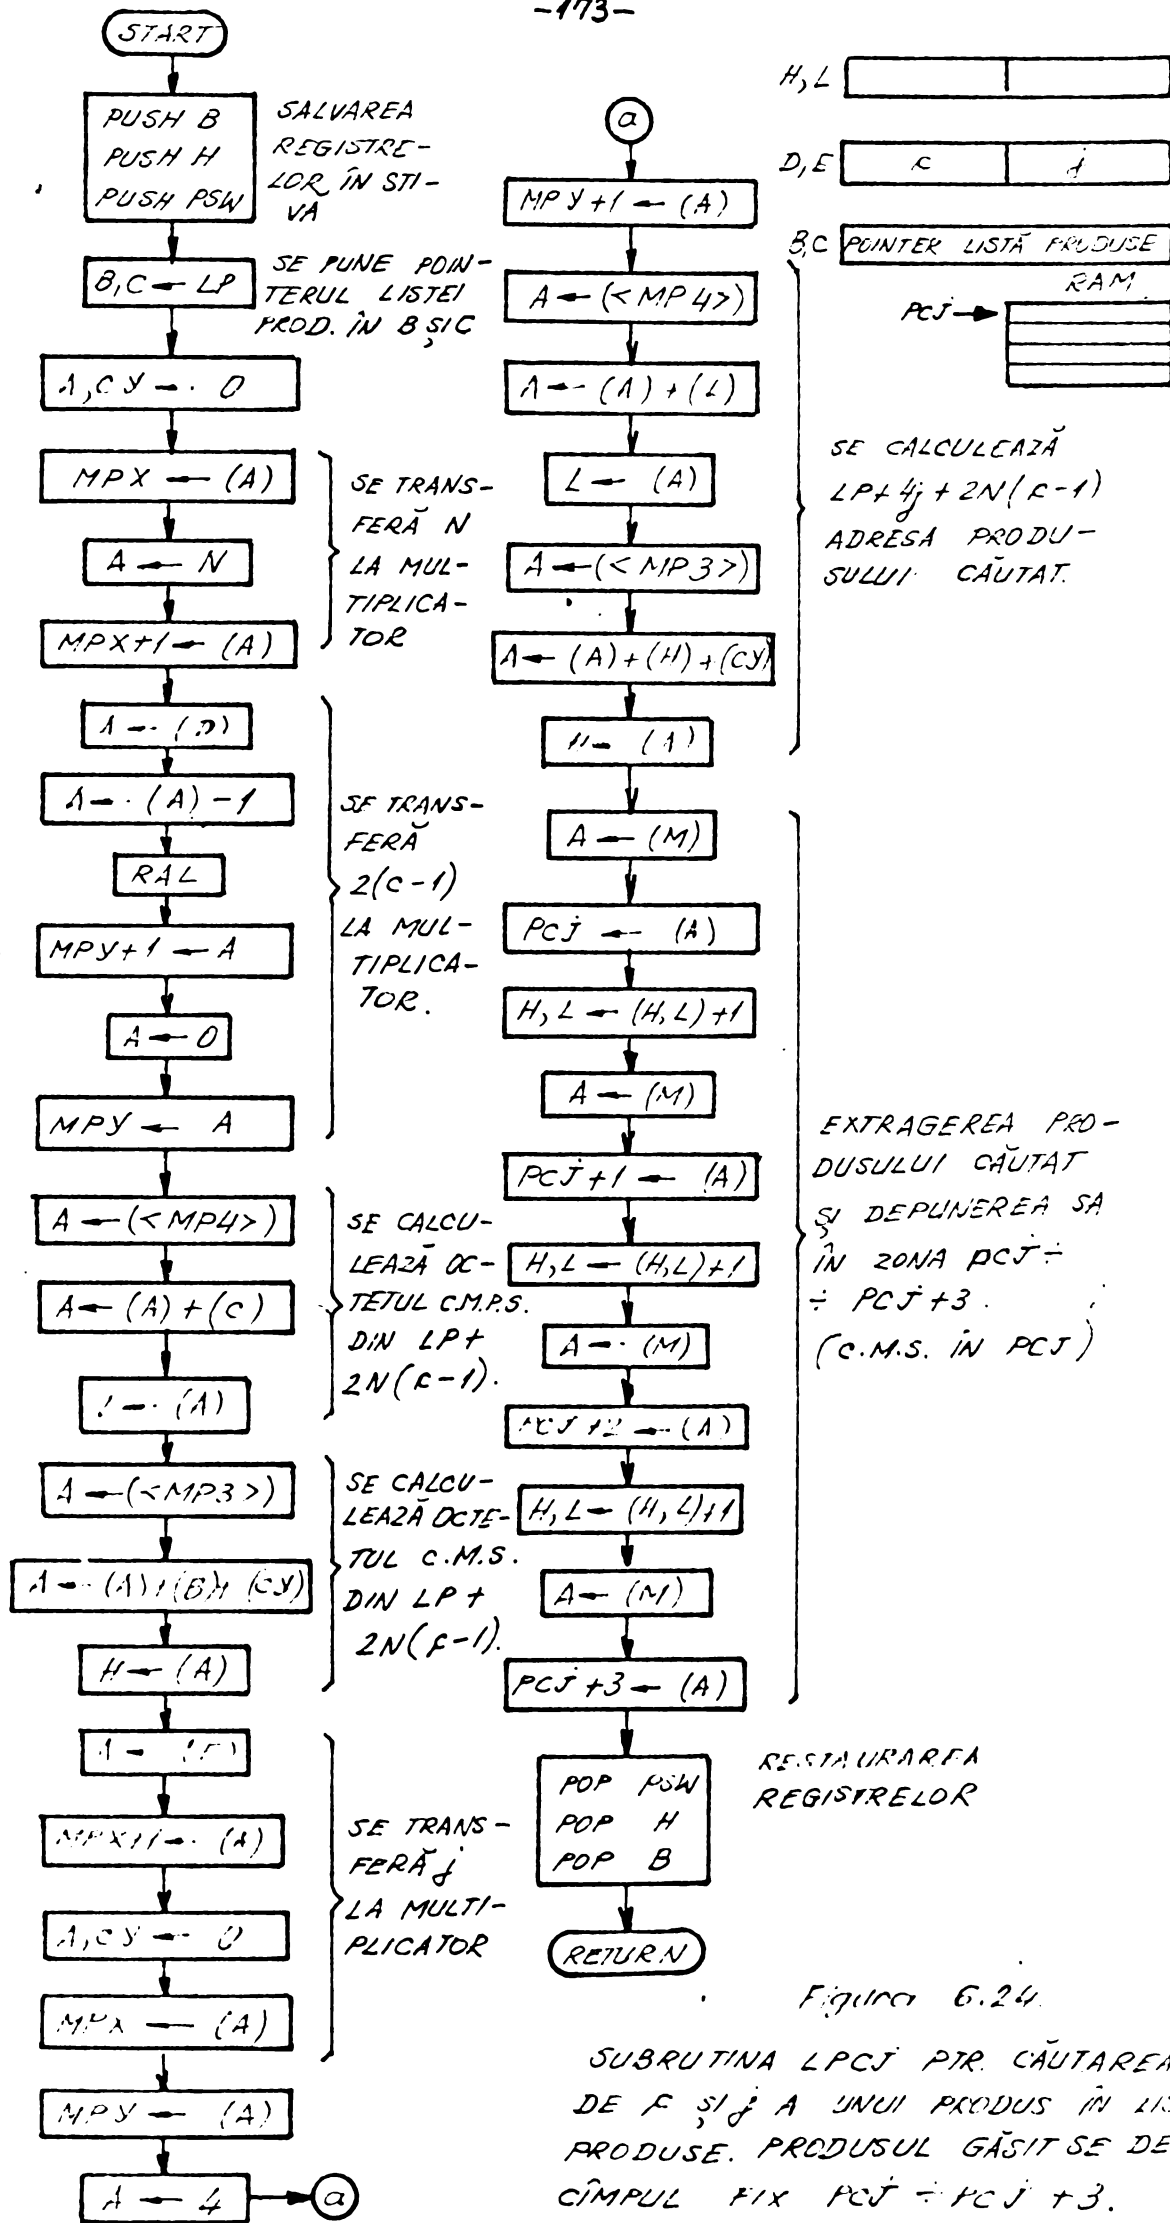 -173-
START
PUSH B
PUSH H
PUSH PSW
SALVAREA
REGISTRE-
LOR ÎN STI-
VĂ
B,C ← LP
SE PUNE POIN-
TERUL LISTEI
PROD. ÎN B ȘI C
A,CY ← 0
MPX ← (A)
A ← N
MPX+1 ← (A)
SE TRANS-
FERĂ N
LA MUL-
TIPLICA-
TOR
A ← (D)
A ← (A)-1
RAL
MPY+1 ← A
A ← 0
MPY ← A
SE TRANS-
FERĂ
2(c-1)
LA MUL-
TIPLICA-
TOR.
A ← (<MP4>)
A ← (A)+(C)
← (A)
SE CALCU-
LEAZĂ OC-
TETUL C.M.P.S.
DIN LP+
2N(c-1).
A ← (<MP3>)
A ← (A)+(B)+(CY)
H ← (A)
SE CALCU-
LEAZĂ OCTE-
TUL C.M.S.
DIN LP+
2N(c-1).
A ← (E)
MPX+1 ← (A)
A,CY ← 0
MPX ← (A)
SE TRANS-
FERĂ j
LA MULTI-
PLICATOR
MPY ← (A)
A ← 4
a
a
MPY+1 ← (A)
A ← (<MP4>)
A ← (A)+(L)
L ← (A)
A ← (<MP3>)
A ← (A)+(H)+(CY)
H ← (A)
SE CALCULEAZĂ
LP+4j+2N(c-1)
ADRESA PRODU-
SULUI CĂUTAT.
A ← (M)
PCJ ← (A)
H,L ← (H,L)+1
A ← (M)
PCJ+1 ← (A)
H,L ← (H,L)+1
A ← (M)
PCJ+2 ← (A)
H,L ← (H,L)+1
A ← (M)
PCJ+3 ← (A)
EXTRAGEREA PRO-
DUSULUI CĂUTAT
ȘI DEPUNEREA SA
ÎN ZONA PCJ ÷
÷ PCJ+3.
(C.M.S. ÎN PCJ)
POP PSW
POP H
POP B
RESTAURAREA
REGISTRELOR
RETURN
H,L
D,E c j
B,C POINTER LISTĂ PRODUSE
RAM
PCJ →
Figura 6.24.
SUBRUTINA LPCJ PTR. CĂUTAREA
DE c ȘI j A UNUI PRODUS ÎN LIS
PRODUSE. PRODUSUL GĂSIT SE DE
CÎMPUL FIX PCJ ÷ PCJ +3.